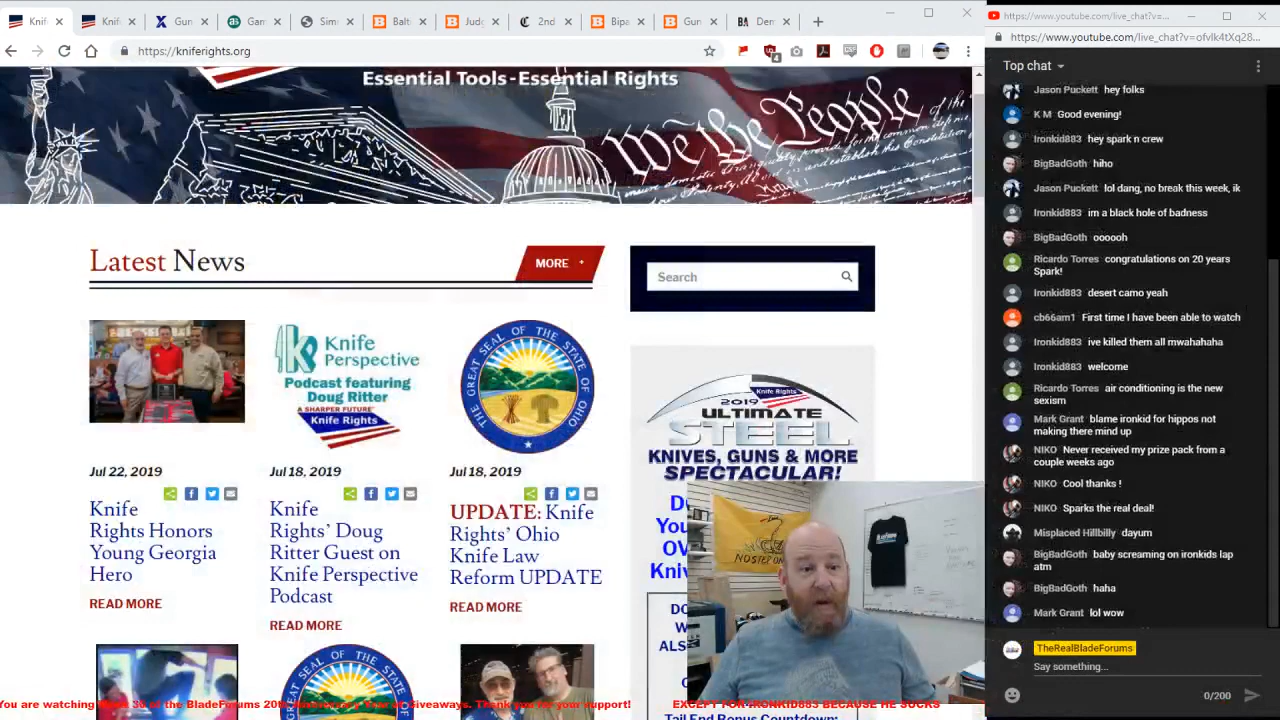 Knif
Knif
Gun
Gam
Sim
Balt
Judg
2nd
Bipa
Gun
Den
https://www.youtube.com/live_chat?v=...
https://kniferights.org
https://www.youtube.com/live_chat?v=ofvlk4tXq28...
4
Top chat
Essential Tools - Essential Rights
We the People
Latest News
MORE +
Search
Knife
Perspective
Podcast featuring
Doug Ritter
A SHARPER FUTURE
Knife Rights
THE GREAT SEAL OF THE STATE OF OHIO
Knife Rights
2019
ULTIMATE
STEEL
KNIVES, GUNS & MORE
SPECTACULAR!
Jul 22, 2019
Jul 18, 2019
Jul 18, 2019
Knife
Rights Honors
Young Georgia
Hero
READ MORE
Knife
Rights' Doug
Ritter Guest on
Knife Perspective
Podcast
READ MORE
UPDATE: Knife
Rights' Ohio
Knife Law
Reform UPDATE
READ MORE
NO STEP ON
Tail End Bonus Countdown:
Jason Puckett hey folks
K M Good evening!
Ironkid883 hey spark n crew
BigBadGoth hiho
Jason Puckett lol dang, no break this week, ik
Ironkid883 im a black hole of badness
BigBadGoth oooooh
Ricardo Torres congratulations on 20 years
Spark!
Ironkid883 desert camo yeah
cb66am1 First time I have been able to watch
Ironkid883 ive killed them all mwahahaha
Ironkid883 welcome
Ricardo Torres air conditioning is the new
sexism
Mark Grant blame ironkid for hippos not
making there mind up
NIKO Never received my prize pack from a
couple weeks ago
NIKO Cool thanks !
NIKO Sparks the real deal!
Misplaced Hillbilly dayum
BigBadGoth baby screaming on ironkids lap
atm
BigBadGoth haha
Mark Grant lol wow
TheRealBladeForums
Say something...
0/200
You are watching Week 30 of the BladeForums 20th Anniversary Year of Giveaways. Thank you for your support! EXCEPT FOR IRONKID883 BECAUSE HE SUCKS